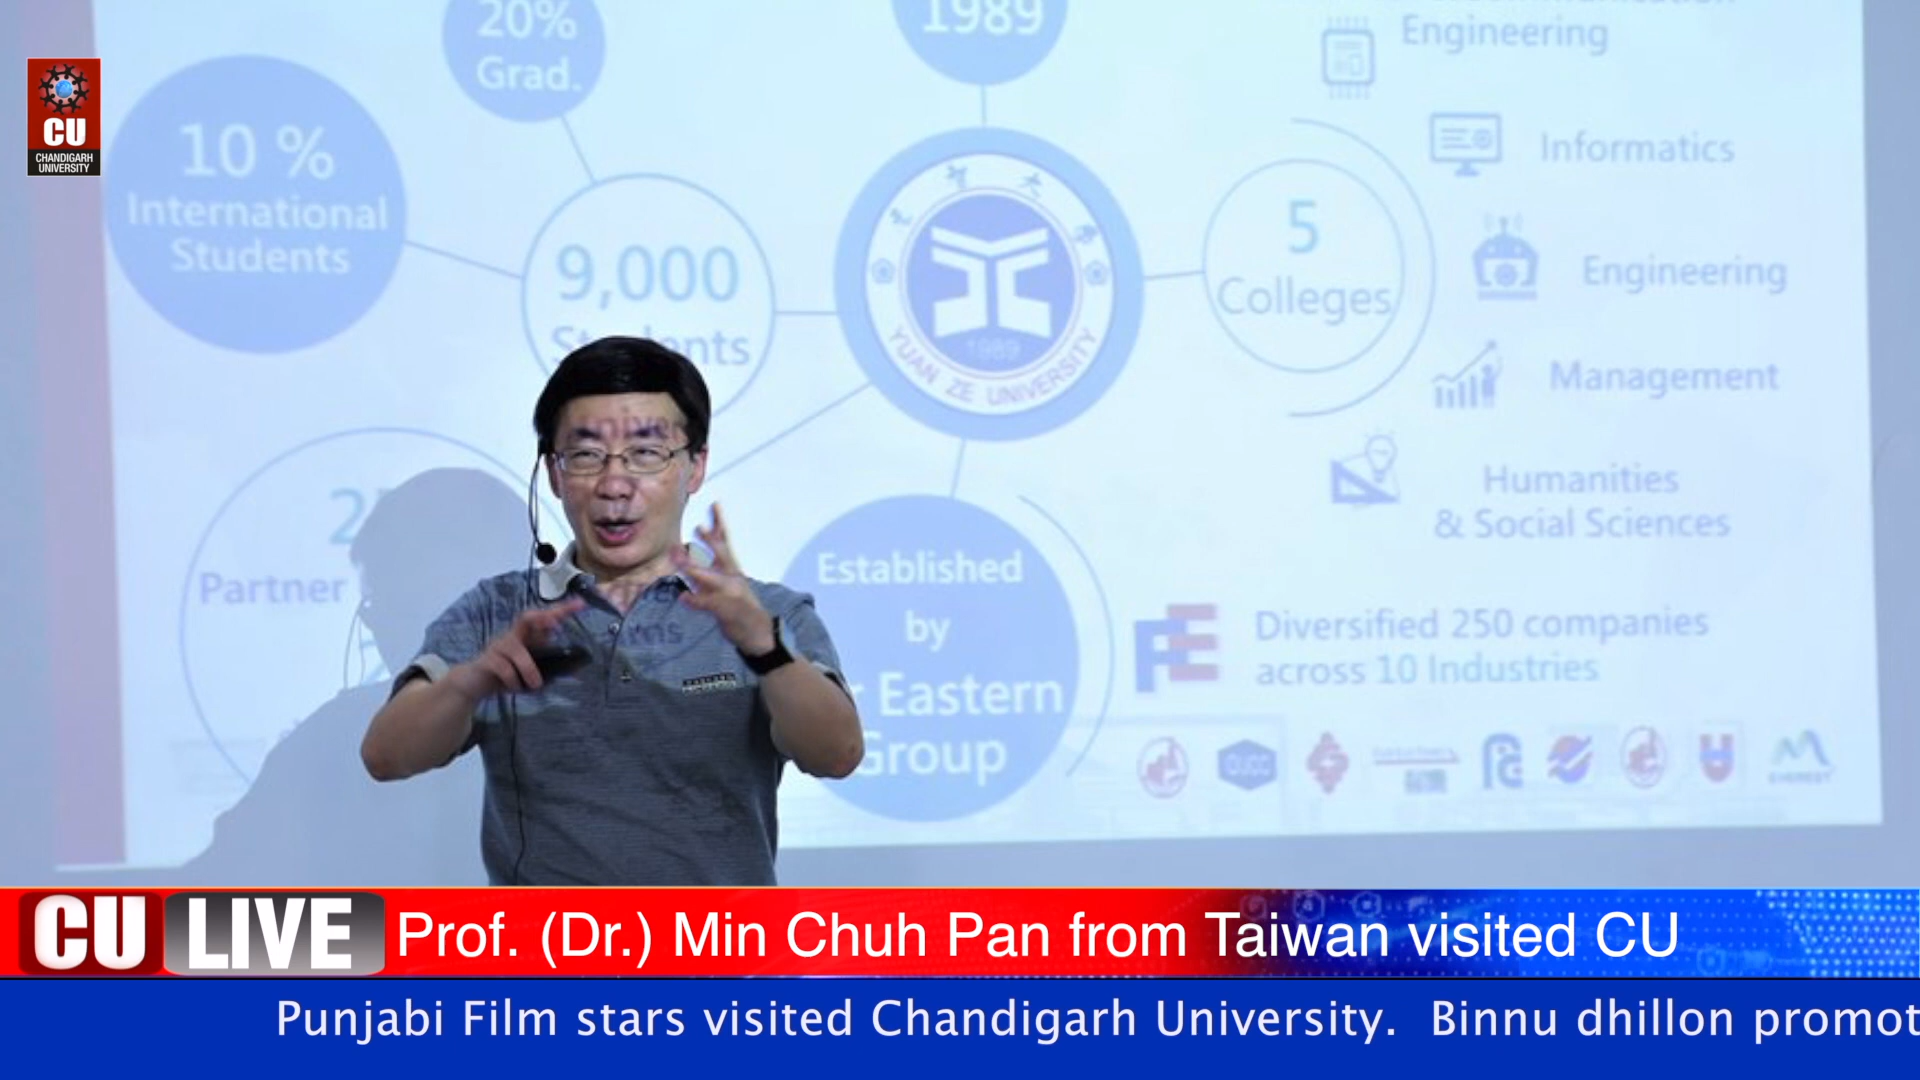 20%
Grad.
1989
Engineering
CU
CHANDIGARH
UNIVERSITY
10 %
International
Students
9,000
5
Colleges
Informatics
Engineering
Management
Humanities
& Social Sciences
YUAN ZE UNIVERSITY
1989
Partner
Established
by
Eastern
Group
Diversified 250 companies
across 10 Industries
EVEREST
CU LIVE Prof. (Dr.) Min Chuh Pan from Taiwan visited CU
Punjabi Film stars visited Chandigarh University. Binnu dhillon promot